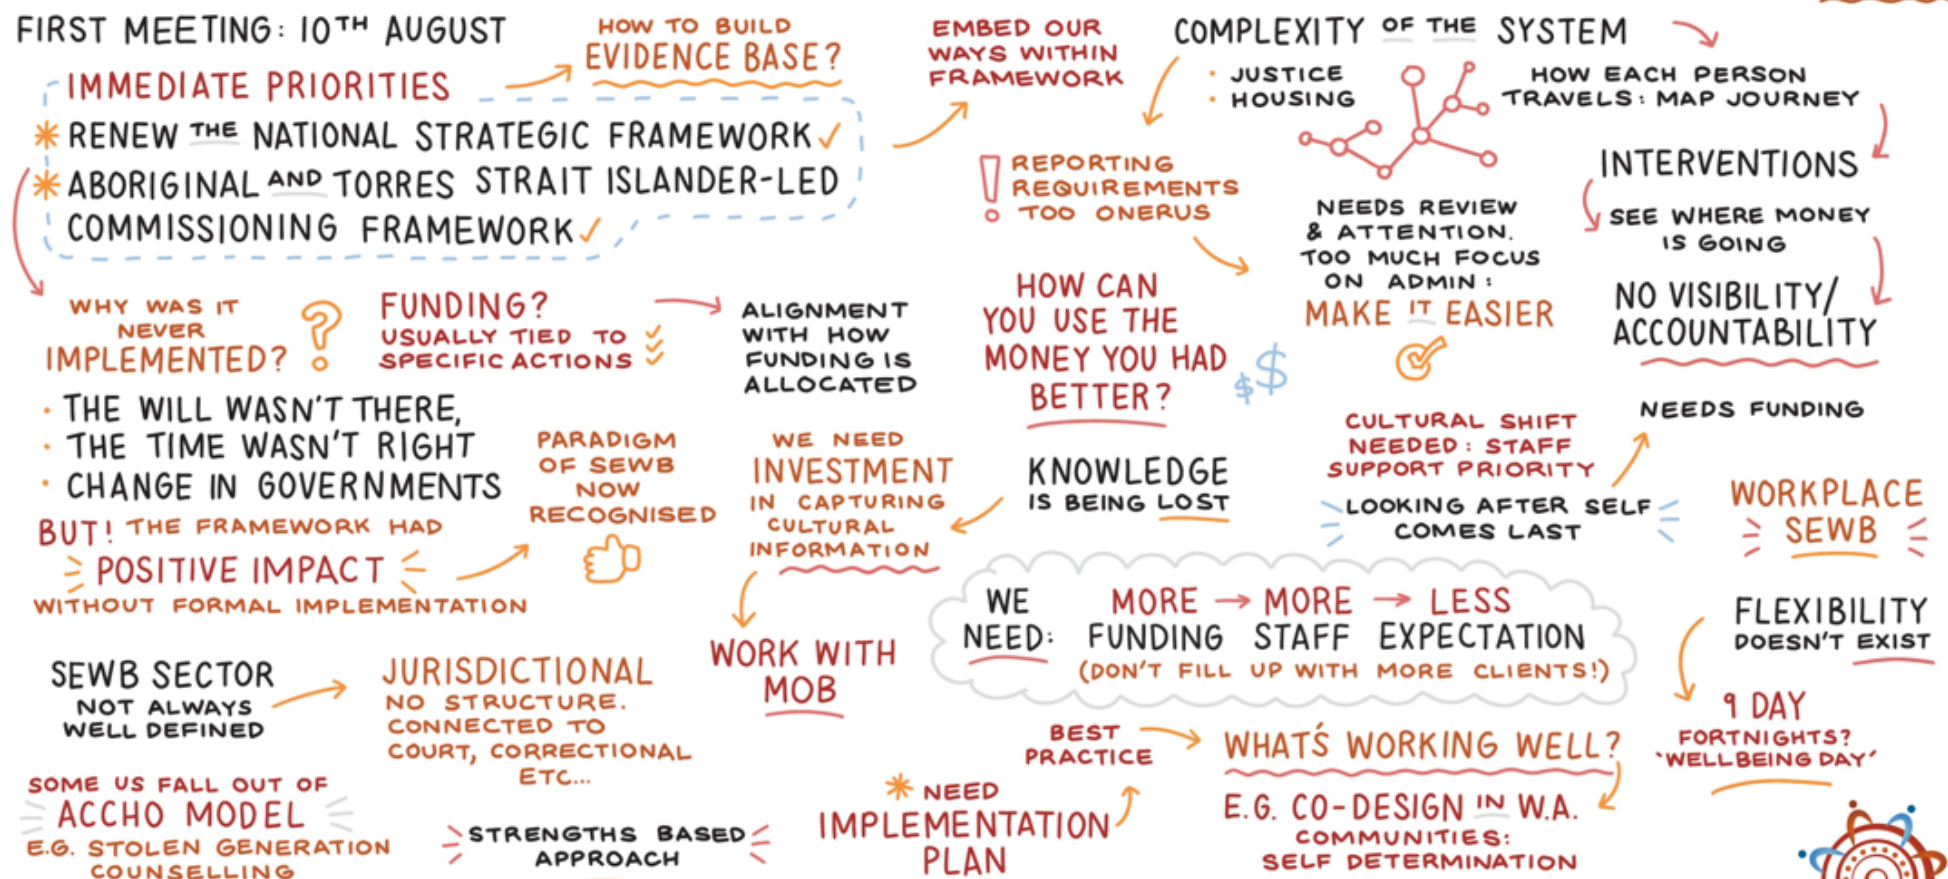 FIRST MEETING: 10TH AUGUST
IMMEDIATE PRIORITIES
* RENEW THE NATIONAL STRATEGIC FRAMEWORK ✓
* ABORIGINAL AND TORRES STRAIT ISLANDER-LED
COMMISSIONING FRAMEWORK ✓
HOW TO BUILD
EVIDENCE BASE?
EMBED OUR
WAYS WITHIN
FRAMEWORK
COMPLEXITY OF THE SYSTEM
• JUSTICE
• HOUSING
HOW EACH PERSON
TRAVELS: MAP JOURNEY
INTERVENTIONS
SEE WHERE MONEY
IS GOING
NO VISIBILITY/
ACCOUNTABILITY
! REPORTING
REQUIREMENTS
TOO ONERUS
NEEDS REVIEW
& ATTENTION.
TOO MUCH FOCUS
ON ADMIN:
MAKE IT EASIER
WHY WAS IT
NEVER
IMPLEMENTED?
?
• THE WILL WASN'T THERE,
• THE TIME WASN'T RIGHT
• CHANGE IN GOVERNMENTS
BUT! THE FRAMEWORK HAD
POSITIVE IMPACT
WITHOUT FORMAL IMPLEMENTATION
PARADIGM
OF SEWB
NOW
RECOGNISED
FUNDING?
USUALLY TIED TO
SPECIFIC ACTIONS
ALIGNMENT
WITH HOW
FUNDING IS
ALLOCATED
HOW CAN
YOU USE THE
MONEY YOU HAD
BETTER?
$$
KNOWLEDGE
IS BEING LOST
WE NEED
INVESTMENT
IN CAPTURING
CULTURAL
INFORMATION
WORK WITH
MOB
CULTURAL SHIFT
NEEDED: STAFF
SUPPORT PRIORITY
LOOKING AFTER SELF
COMES LAST
NEEDS FUNDING
WORKPLACE
SEWB
FLEXIBILITY
DOESN'T EXIST
9 DAY
FORTNIGHTS?
'WELLBEING DAY'
WE NEED:
MORE FUNDING → MORE STAFF → LESS EXPECTATION
(DON'T FILL UP WITH MORE CLIENTS!)
SEWB SECTOR
NOT ALWAYS
WELL DEFINED
JURISDICTIONAL
NO STRUCTURE.
CONNECTED TO
COURT, CORRECTIONAL
ETC...
SOME US FALL OUT OF
ACCHO MODEL
E.G. STOLEN GENERATION
COUNSELLING
STRENGTHS BASED
APPROACH
* NEED
IMPLEMENTATION
PLAN
BEST
PRACTICE
WHAT'S WORKING WELL?
E.G. CO-DESIGN IN W.A.
COMMUNITIES:
SELF DETERMINATION